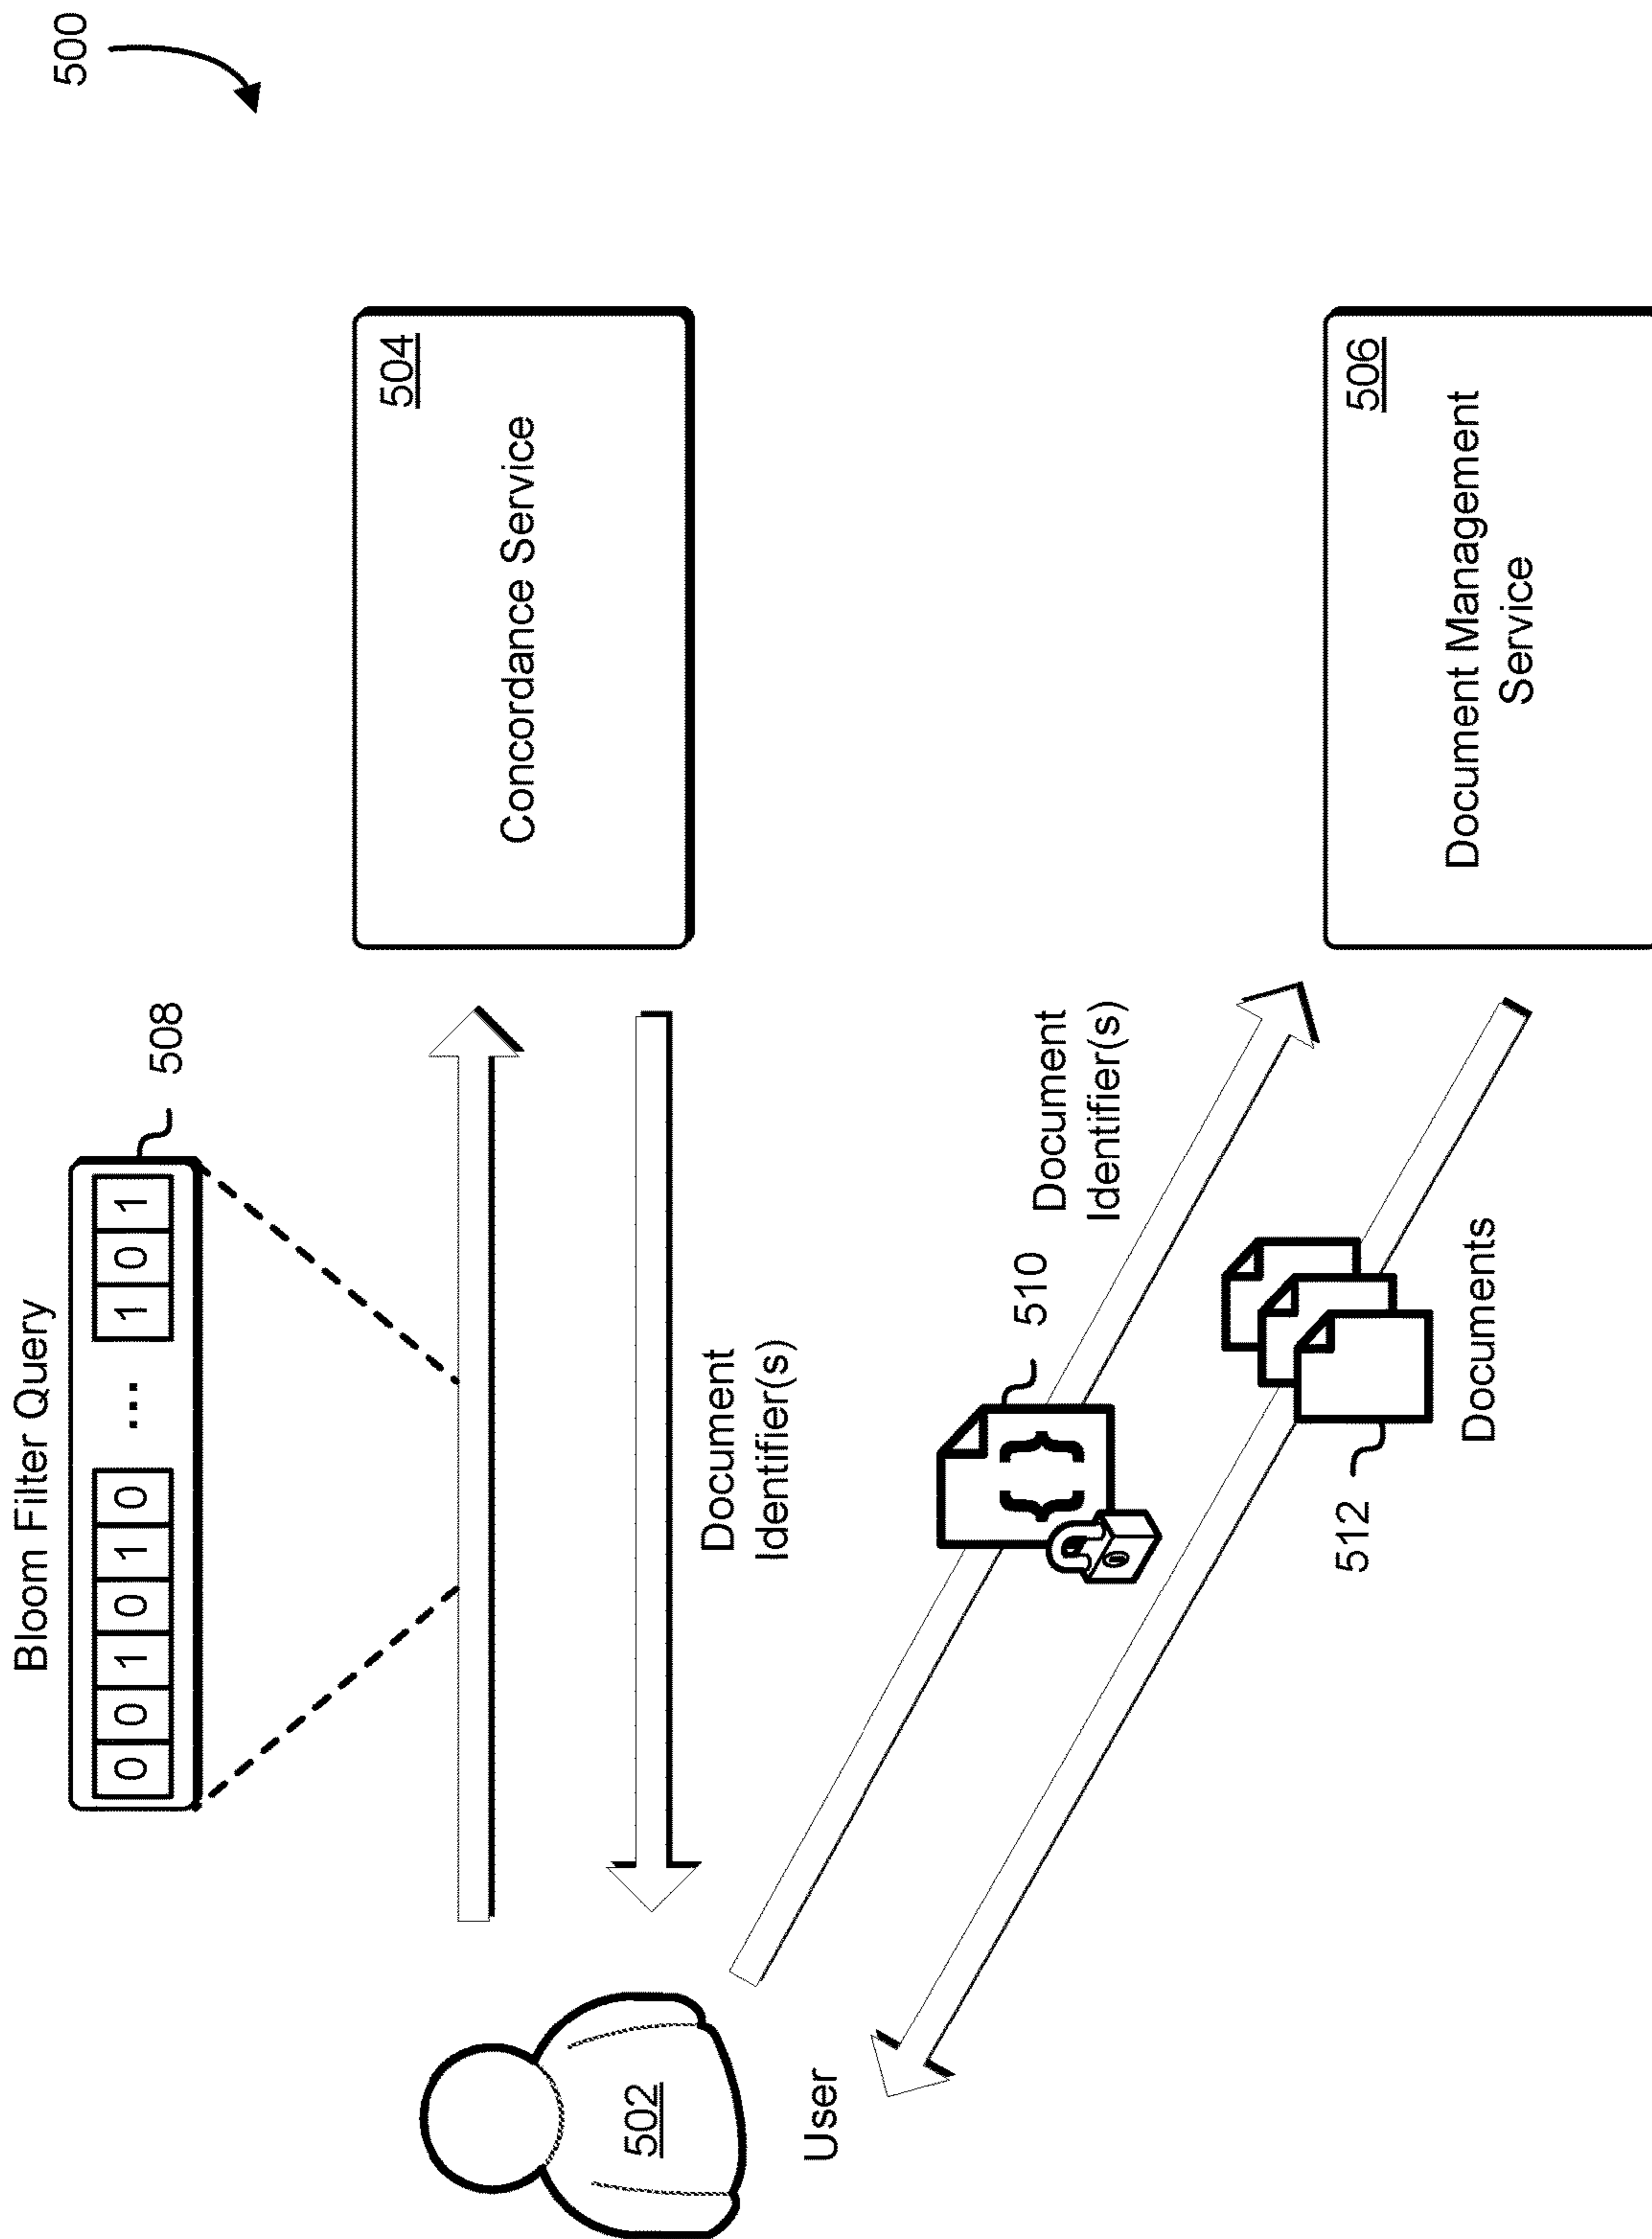 500
Bloom Filter Query
0 0 1 0 1 0 ... 1 0 1
508
504
Concordance Service
Document
Identifier(s)
502
User
510
Document
Identifier(s)
512
Documents
506
Document Management
Service